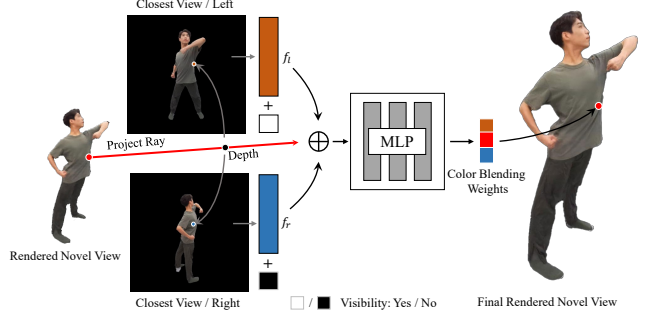 Closest View / Left
f_l
+
Project Ray
Depth
MLP
Color Blending
Weights
f_r
+
Rendered Novel View
Closest View / Right
/ Visibility: Yes / No
Final Rendered Novel View